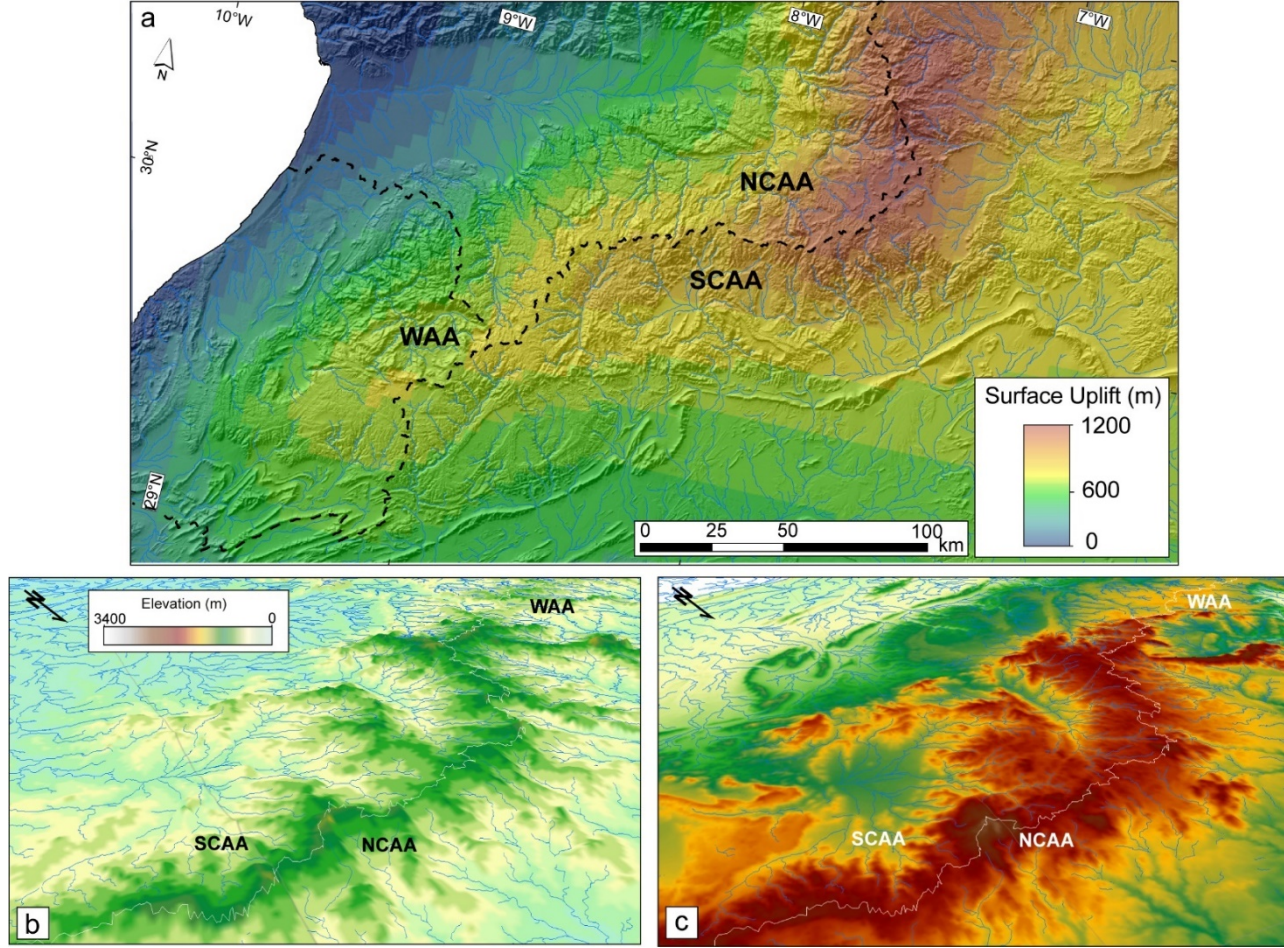 a
10°W
9°W
8°W
7°W
N
30°N
NCAA
SCAA
WAA
29°N
Surface Uplift (m)
1200
600
0
0 25 50 100
km
N
Elevation (m)
3400 0
WAA
SCAA
NCAA
b
N
WAA
SCAA
NCAA
c